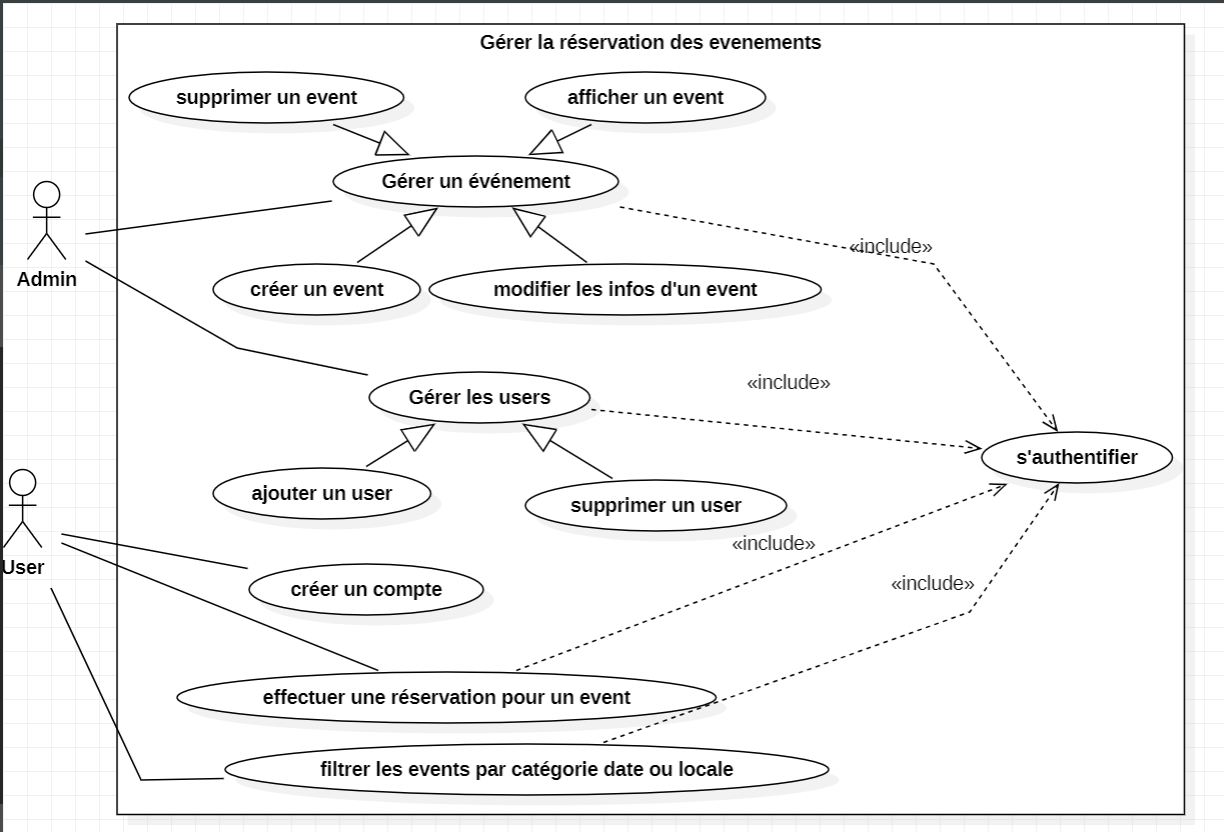 Gérer la réservation des evenements
supprimer un event
afficher un event
Gérer un événement
Admin
«include»
créer un event
modifier les infos d'un event
«include»
Gérer les users
s'authentifier
ajouter un user
supprimer un user
«include»
User
«include»
créer un compte
effectuer une réservation pour un event
filtrer les events par catégorie date ou locale